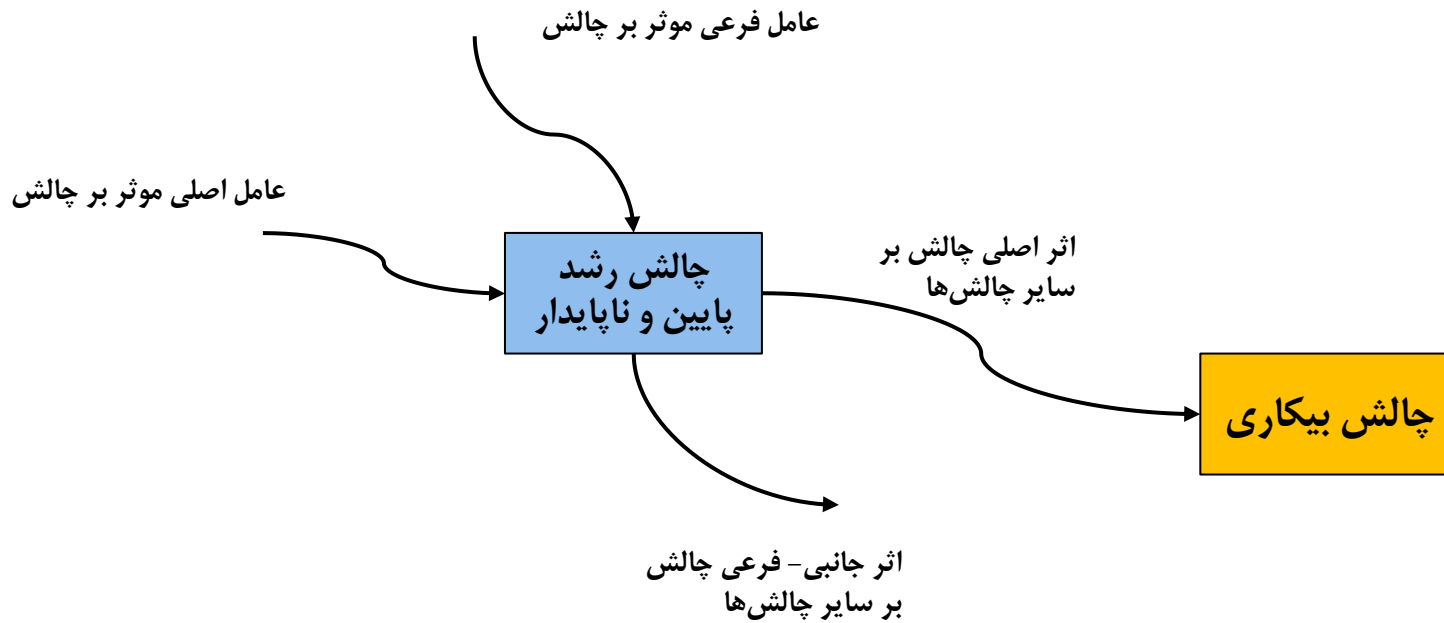 عامل فرعی موثر بر چالش
عامل اصلی موثر بر چالش
چالش رشد
پایین و ناپایدار
اثر اصلی چالش بر
سایر چالش‌ها
چالش بیکاری
اثر جانبی- فرعی چالش
بر سایر چالش‌ها